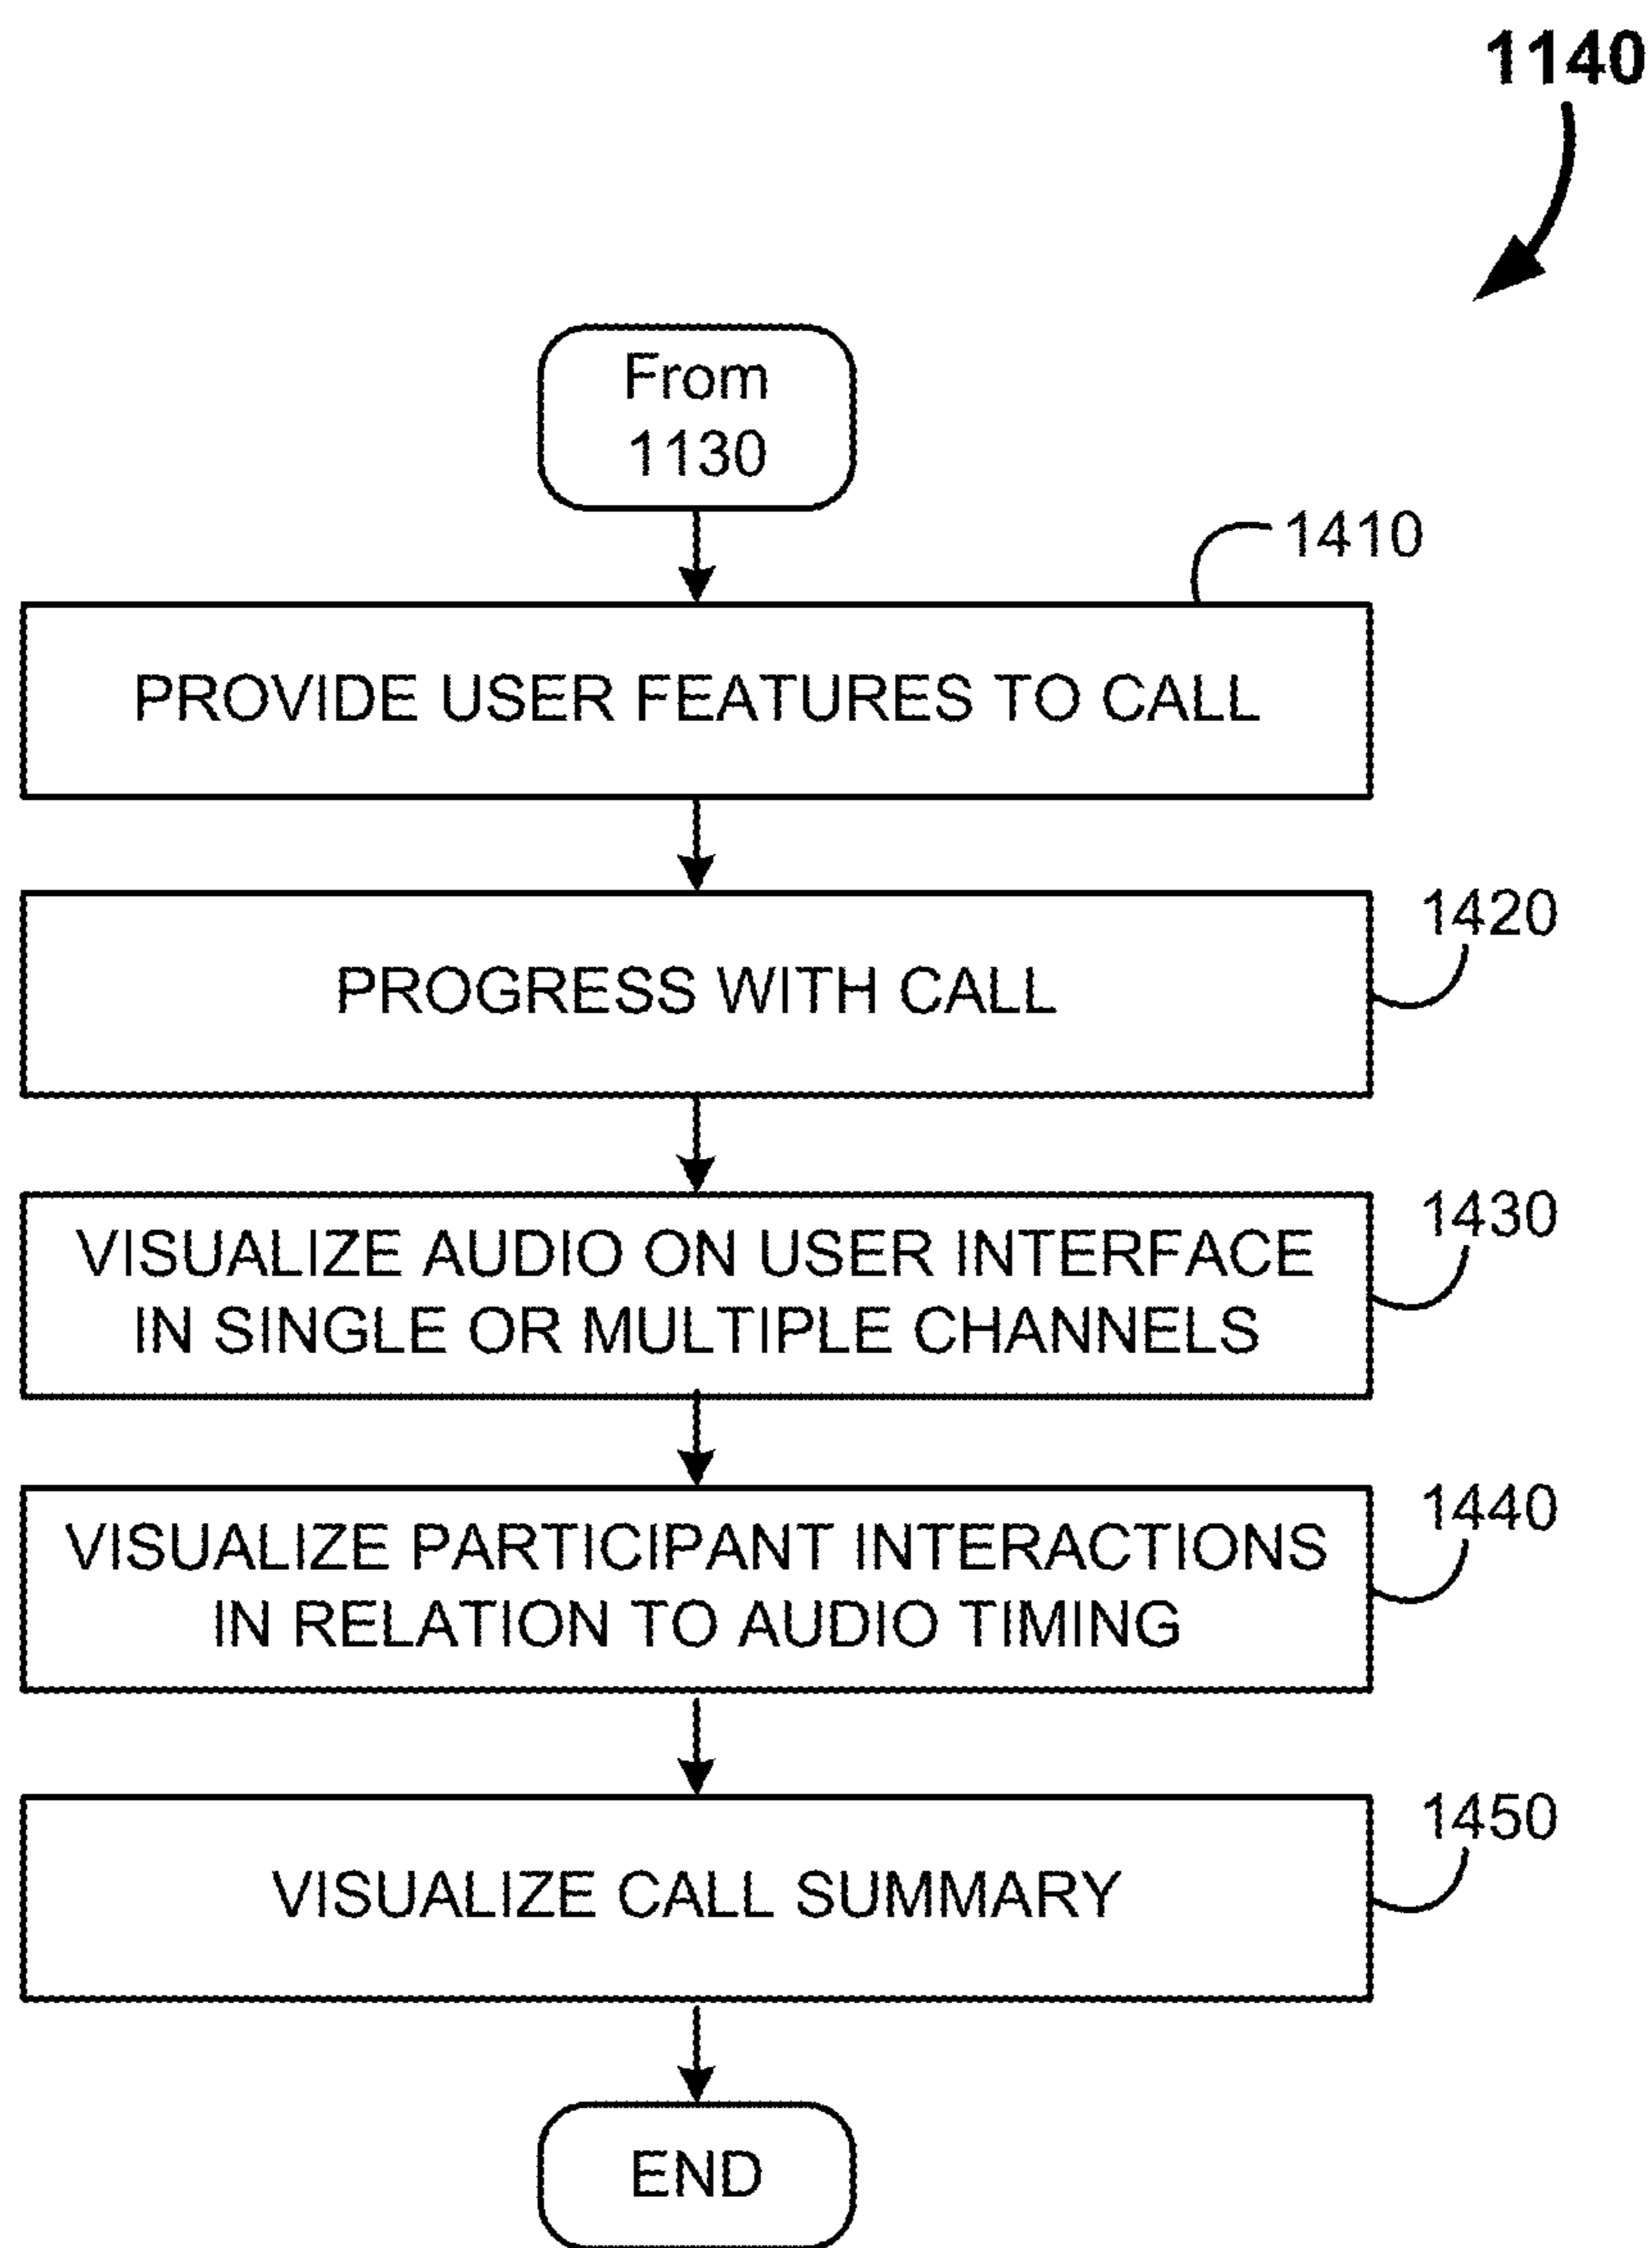 1140
From
1130
1410
PROVIDE USER FEATURES TO CALL
1420
PROGRESS WITH CALL
1430
VISUALIZE AUDIO ON USER INTERFACE
IN SINGLE OR MULTIPLE CHANNELS
1440
VISUALIZE PARTICIPANT INTERACTIONS
IN RELATION TO AUDIO TIMING
1450
VISUALIZE CALL SUMMARY
END